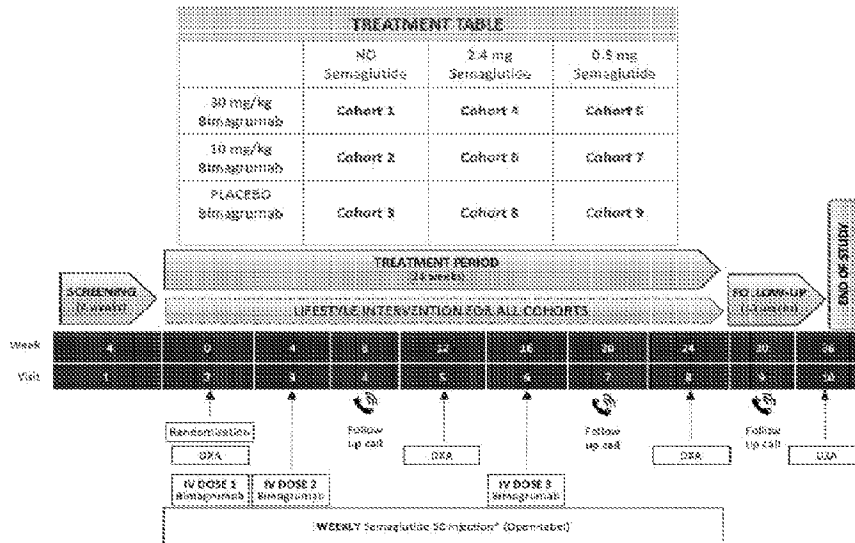 TREATMENT TABLE
NO Semaglutide
2.4 mg Semaglutide
0.5 mg Semaglutide
30 mg/kg Bimagrumab
Cohort 1
Cohort 4
Cohort 5
10 mg/kg Bimagrumab
Cohort 2
Cohort 6
Cohort 7
PLACEBO Bimagrumab
Cohort 3
Cohort 8
Cohort 9
END OF STUDY
TREATMENT PERIOD
weeks)
SCREENING
weeks)
LIFESTYLE INTERVENTION FOR ALL COHORTS
FOLLOW-UP
weeks)
Week
0
4
8
12
16
20
24
30
36
Visit
1
2
3
4
5
6
7
8
9
10
Randomization
DXA
Follow up call
DXA
Follow up call
DXA
Follow up call
DXA
IV DOSE 1 Bimagrumab
IV DOSE 2 Bimagrumab
IV DOSE 3 Bimagrumab
WEEKLY Semaglutide SC Injection* (Open-Label)